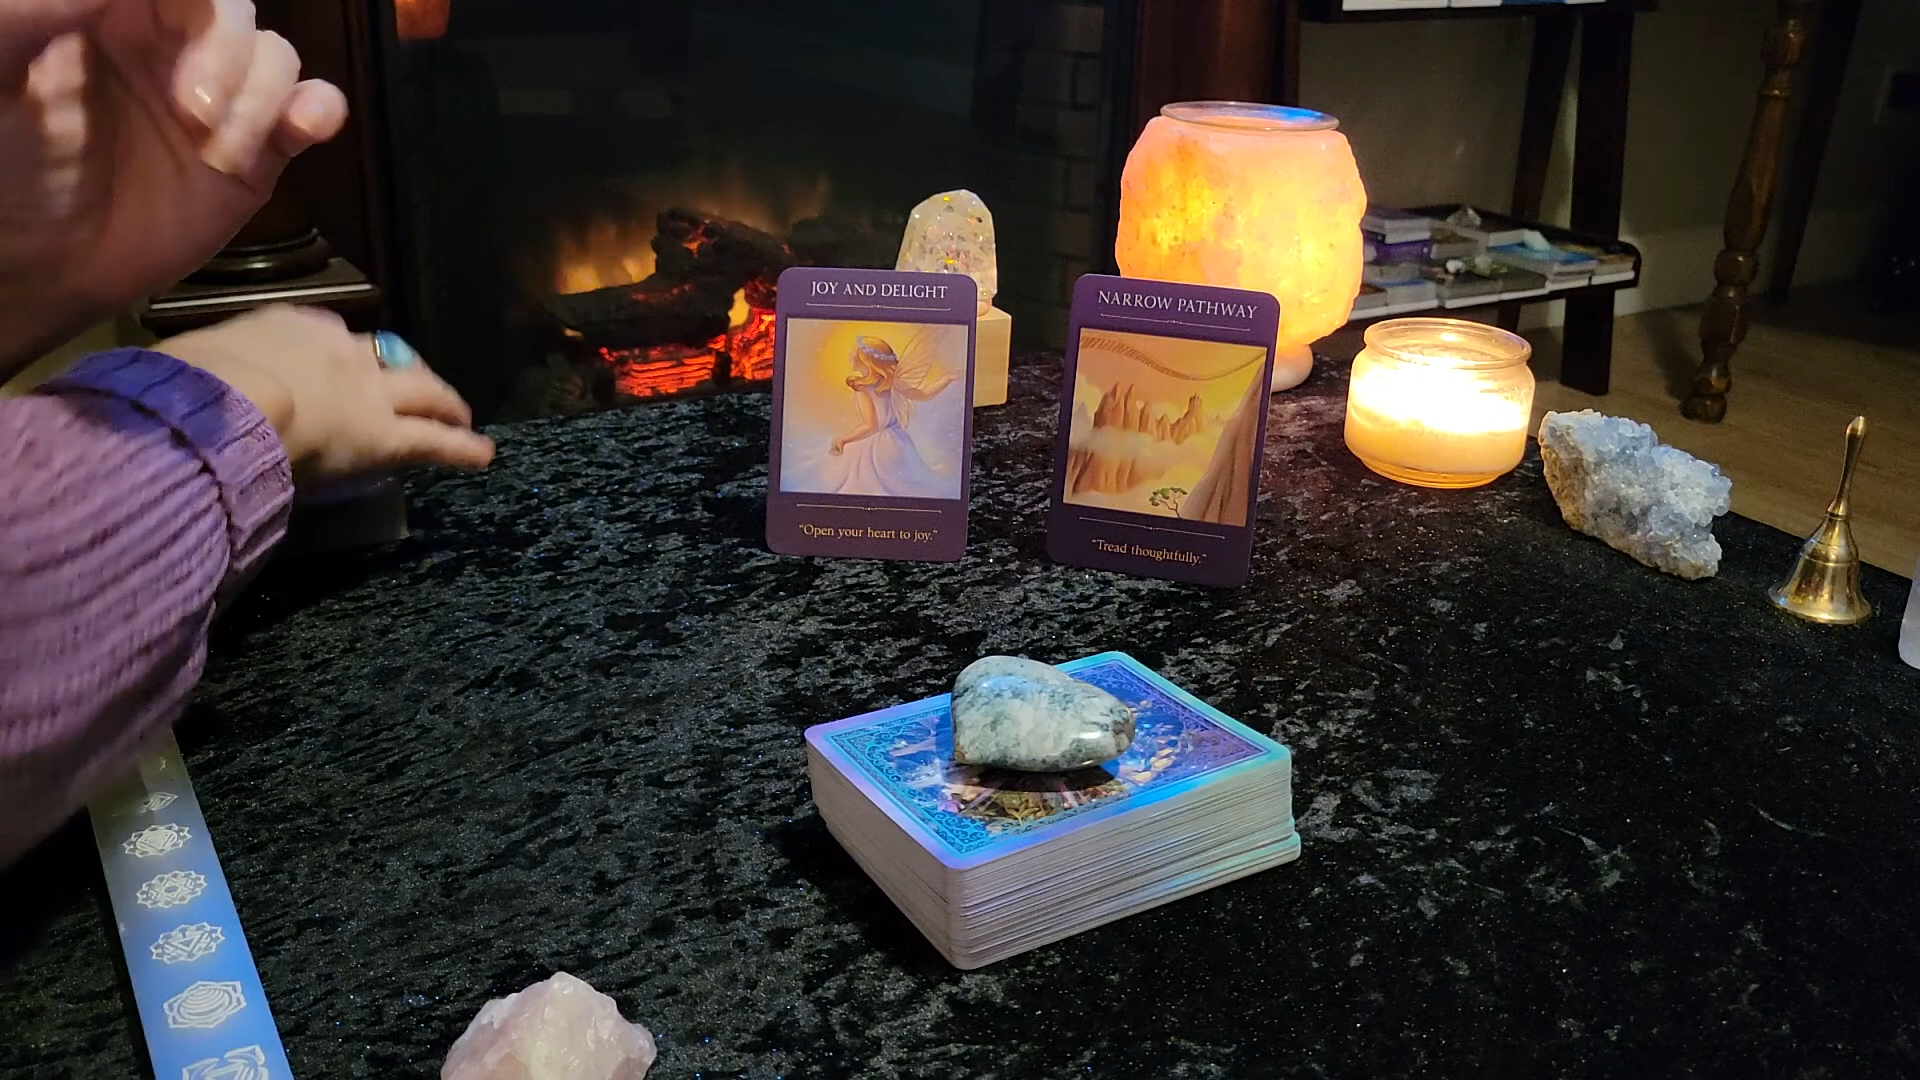 JOY AND DELIGHT
"Open your heart to joy."
NARROW PATHWAY
"Tread thoughtfully."